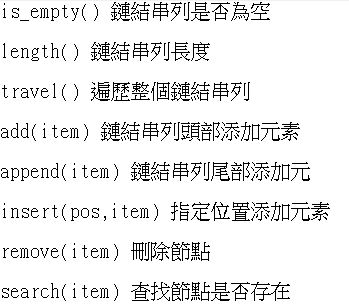 is_empty() 鏈結串列是否為空
length() 鏈結串列長度
travel() 遍歷整個鏈結串列
add(item) 鏈結串列頭部添加元素
append(item) 鏈結串列尾部添加元
insert(pos,item) 指定位置添加元素
remove(item) 刪除節點
search(item) 查找節點是否存在